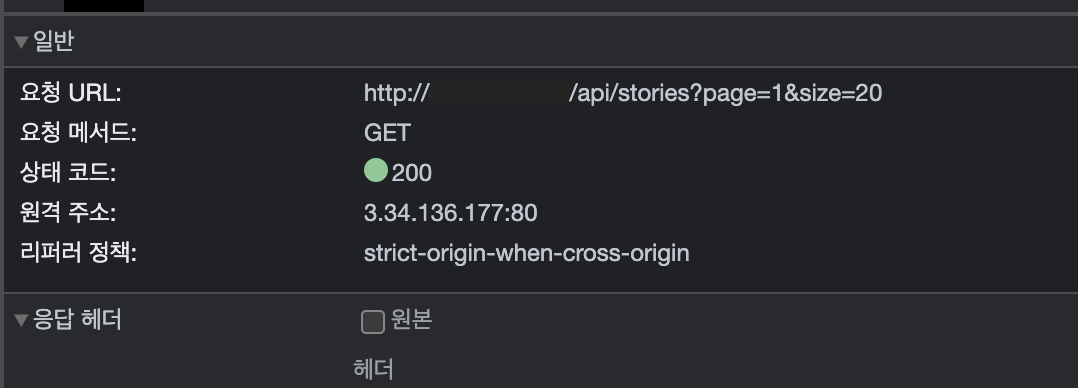 일반
요청 URL: http:// /api/stories?page=1&size=20
요청 메서드: GET
상태 코드: 200
원격 주소: 3.34.136.177:80
리퍼러 정책: strict-origin-when-cross-origin
응답 헤더 원본
헤더